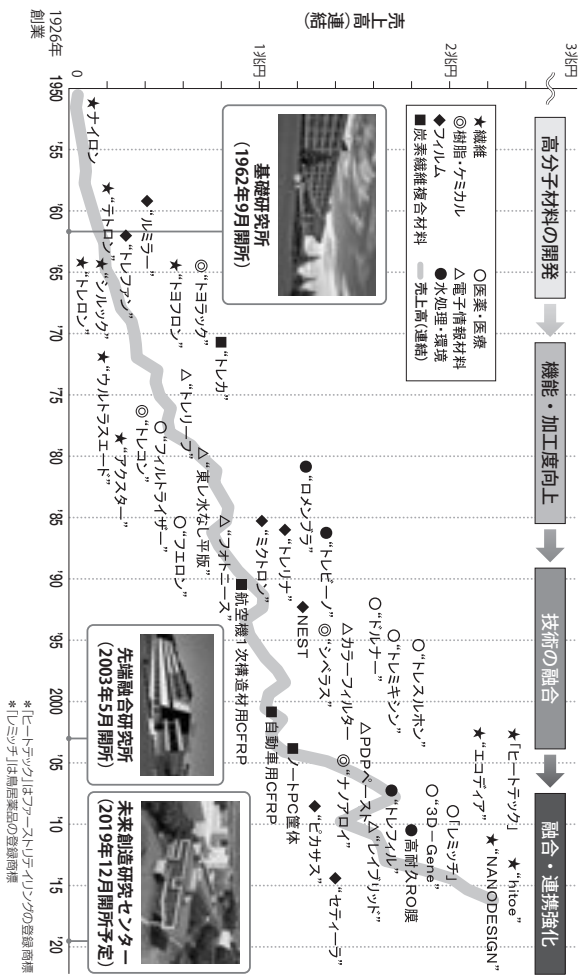 高分子材料の開発
機能・加工度向上
技術の融合
融合・連携強化
売上高(連結)
3兆円
2兆円
1兆円
0
★繊維
◎樹脂・ケミカル
◆フィルム
■炭素繊維複合材料
○医薬・医療
△電子情報材料
●水処理・環境
売上高(連結)
基礎研究所
(1962年9月開所)
★ナイロン
★“テトロン”
◆“ルミラー”
◆“トレファン”
★“シルック”
★“トレロン”
★“トヨフロン”
◎“トヨラック”
■“トレカ”
★“ウルトラスエード”
△“トレリーフ”
◎“トレコン”
★“アクスター”
○“フィルトライザー”
△“東レ水なし平版”
○“フエロン”
△“フォトニース”
●“ロメンブラ”
◆“ミクトロン”
◆“トレリナ”
●“トレビーノ”
■航空機1次構造材用CFRP
◆NEST
◎“シベラス”
△カラーフィルター
○“ドルナー”
○“トレミキシン”
○“トレスルホン”
■自動車用CFRP
■ノートPC筐体
△PDPペースト
◎“ナノアロイ”
●“トレフィル”
△“レイブリッド”
●高耐久RO膜
○“3D−Gene”
○「レミッチ」
★“エコディア”
★「ヒートテック」
★“hitoe”
★“NANODESIGN”
◆“ピカサス”
◆“セティーラ”
先端融合研究所
(2003年5月開所)
未来創造研究センター
(2019年12月開所予定)
1926年
創業
1950
'55
'60
'65
'70
'75
'80
'85
'90
'95
2000
'05
'10
'15
'20
*「ヒートテック」はファーストリテイリングの登録商標
*「レミッチ」は鳥居薬品の登録商標